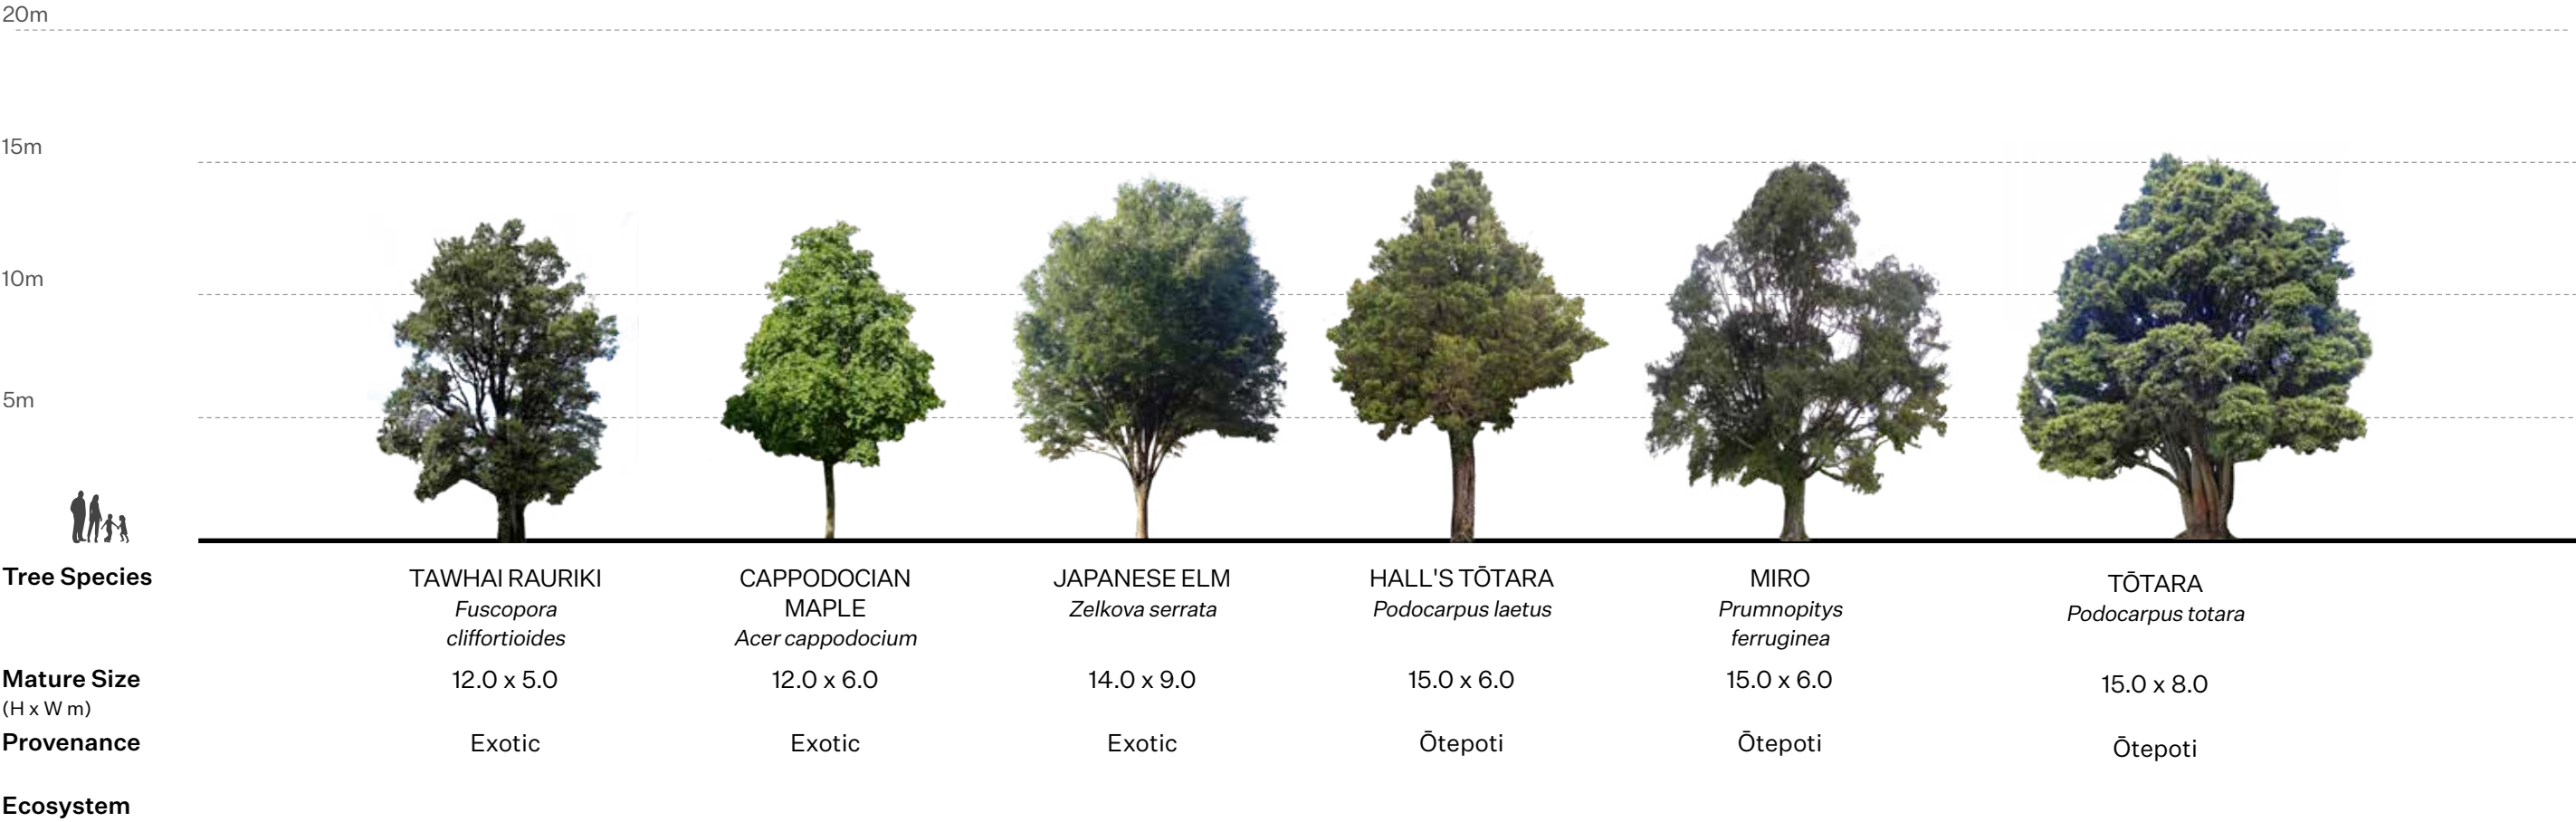 20m
15m
10m
5m
Tree Species
TAWHAI RAURIKI
Fuscopora
cliffortioides
CAPPODOCIAN
MAPLE
Acer cappodocium
JAPANESE ELM
Zelkova serrata
HALL'S TŌTARA
Podocarpus laetus
MIRO
Prumnopitys
ferruginea
TŌTARA
Podocarpus totara
Mature Size
(H x W m)
12.0 x 5.0
12.0 x 6.0
14.0 x 9.0
15.0 x 6.0
15.0 x 6.0
15.0 x 8.0
Provenance
Exotic
Exotic
Exotic
Ōtepoti
Ōtepoti
Ōtepoti
Ecosystem